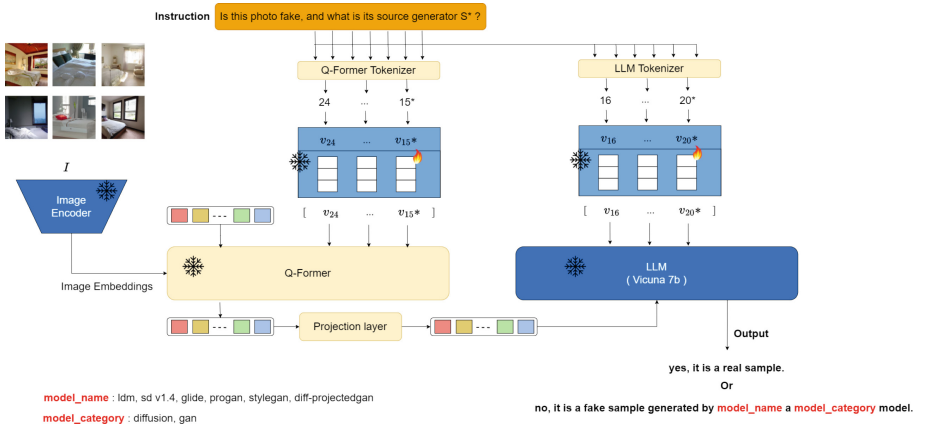 Instruction
Is this photo fake, and what is its source generator S* ?
Q-Former Tokenizer
LLM Tokenizer
24 ... 15*
16 ... 20*
v24 ... v15*
v16 ... v20*
I
Image
Encoder
[ v24 ... v15* ]
[ v16 ... v20* ]
Q-Former
LLM
( Vicuna 7b )
Image Embeddings
Projection layer
Output
yes, it is a real sample.
Or
no, it is a fake sample generated by model_name a model_category model.
model_name : ldm, sd v1.4, glide, progan, stylegan, diff-projectedgan
model_category : diffusion, gan